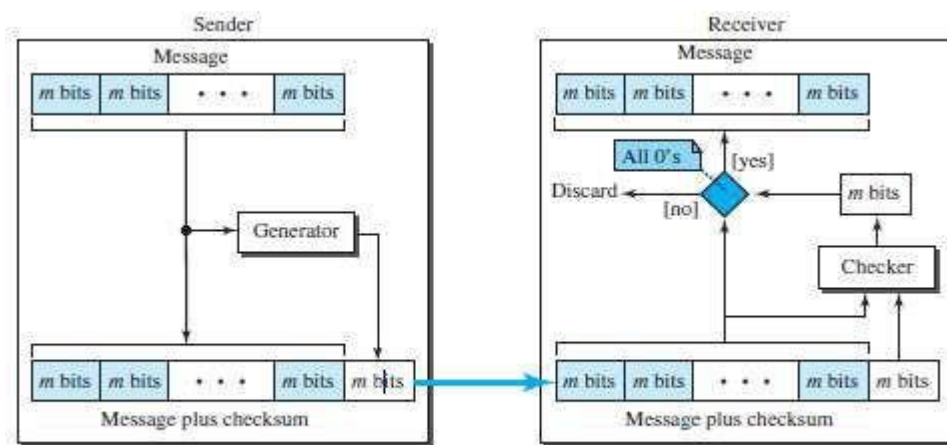 Sender
Message
m bits m bits • • • m bits
Generator
m bits m bits • • • m bits m bits
Message plus checksum
Receiver
Message
m bits m bits • • • m bits
All 0's
[yes]
Discard
[no]
m bits
Checker
m bits m bits • • • m bits m bits
Message plus checksum